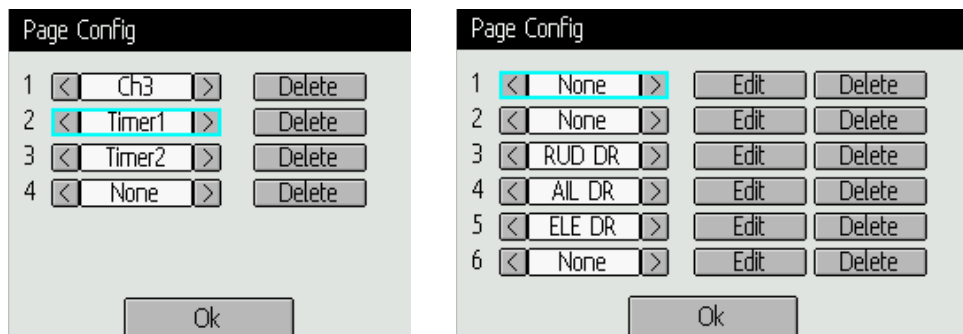 Page Config
1 < Ch3 > Delete
2 < Timer1 > Delete
3 < Timer2 > Delete
4 < None > Delete
Ok
Page Config
1 < None > Edit Delete
2 < None > Edit Delete
3 < RUD DR > Edit Delete
4 < AIL DR > Edit Delete
5 < ELE DR > Edit Delete
6 < None > Edit Delete
Ok